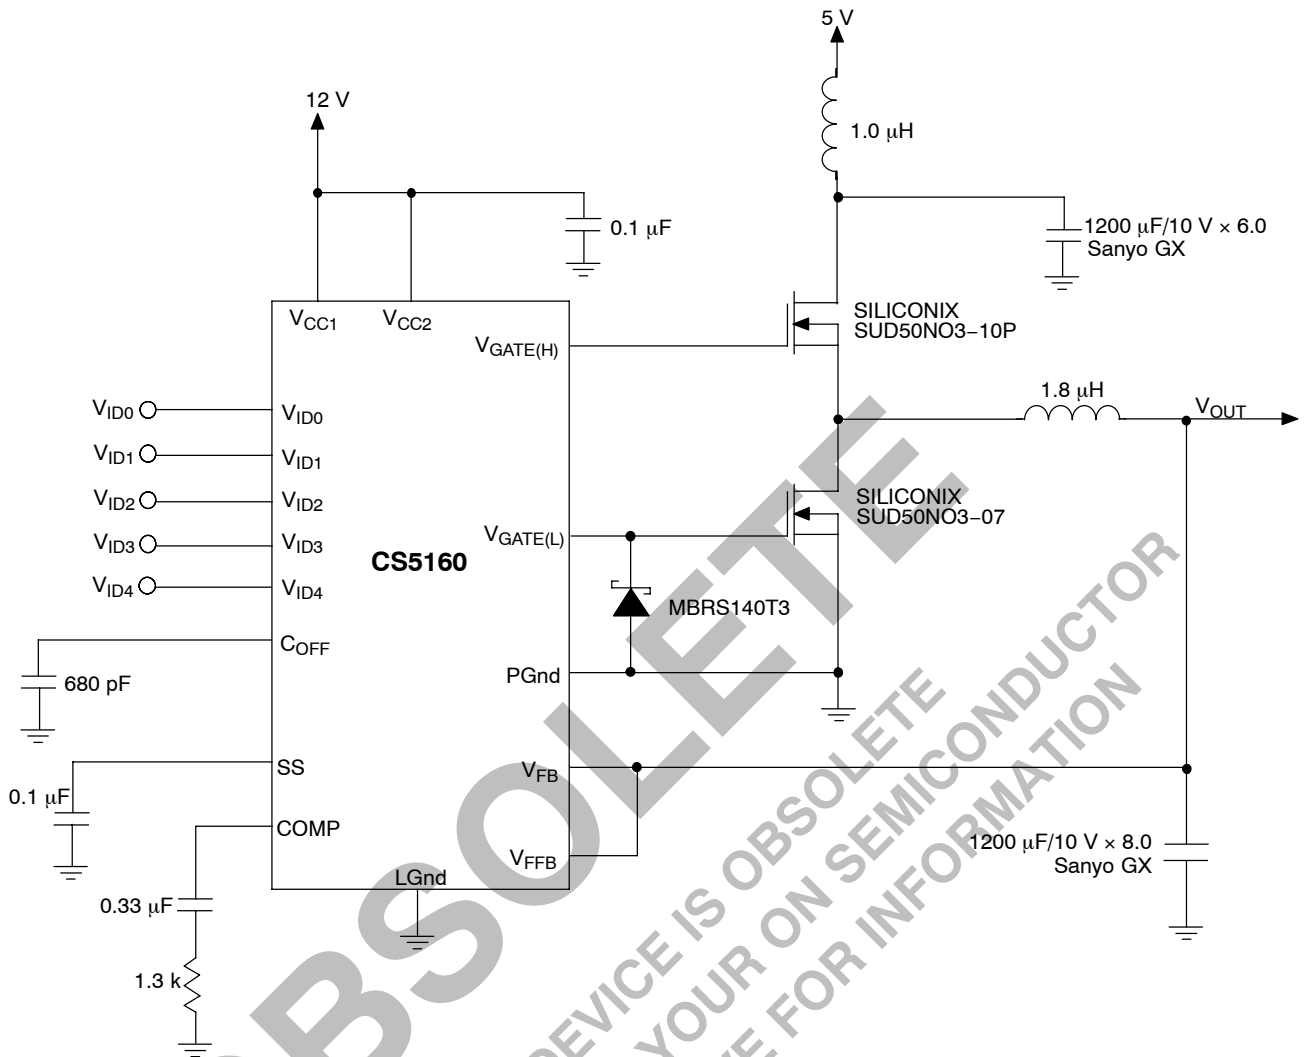 5 V
12 V
1.0 μH
0.1 μF
1200 μF/10 V × 6.0
Sanyo GX
VCC1
VCC2
SILICONIX
SUD50NO3−10P
VGATE(H)
1.8 μH
VOUT
VID0
VID0
VID1
VID1
VID2
VID2
VID3
VID3
VID4
VID4
SILICONIX
SUD50NO3−07
VGATE(L)
CS5160
MBRS140T3
COFF
680 pF
PGnd
SS
VFB
0.1 μF
COMP
VFFB
1200 μF/10 V × 8.0
Sanyo GX
LGnd
0.33 μF
1.3 k
OBSOLETE
DEVICE IS OBSOLETE
YOUR ON SEMICONDUCTOR
FOR INFORMATION